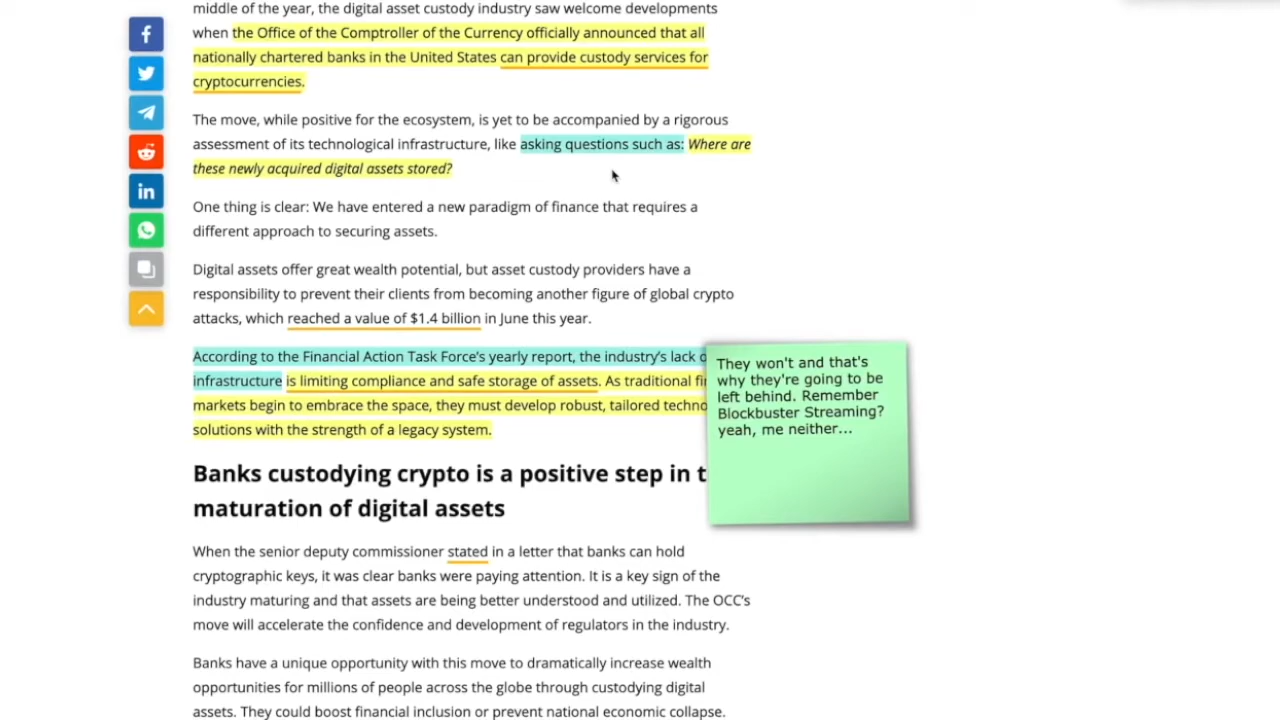 middle of the year, the digital asset custody industry saw welcome developments
when the Office of the Comptroller of the Currency officially announced that all
nationally chartered banks in the United States can provide custody services for
cryptocurrencies.
The move, while positive for the ecosystem, is yet to be accompanied by a rigorous
assessment of its technological infrastructure, like asking questions such as: Where are
these newly acquired digital assets stored?
One thing is clear: We have entered a new paradigm of finance that requires a
different approach to securing assets.
Digital assets offer great wealth potential, but asset custody providers have a
responsibility to prevent their clients from becoming another figure of global crypto
attacks, which reached a value of $1.4 billion in June this year.
According to the Financial Action Task Force's yearly report, the industry's lack
infrastructure is limiting compliance and safe storage of assets. As traditional
markets begin to embrace the space, they must develop robust, tailored
solutions with the strength of a legacy system.
They won't and that's
why they're going to be
left behind. Remember
Blockbuster Streaming?
yeah, me neither...
Banks custodying crypto is a positive step in
maturation of digital assets
When the senior deputy commissioner stated in a letter that banks can hold
cryptographic keys, it was clear banks were paying attention. It is a key sign of the
industry maturing and that assets are being better understood and utilized. The OCC's
move will accelerate the confidence and development of regulators in the industry.
Banks have a unique opportunity with this move to dramatically increase wealth
opportunities for millions of people across the globe through custodying digital
assets. They could boost financial inclusion or prevent national economic collapse.